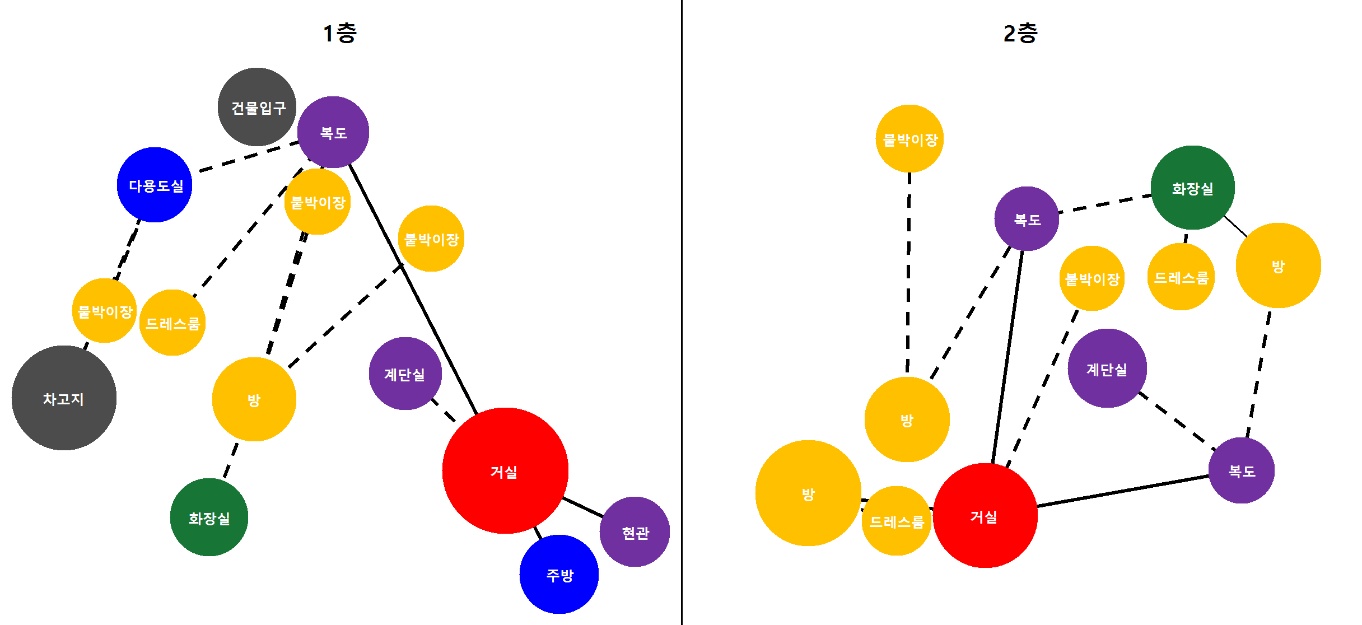 1층
건물입구
복도
다용도실
붙박이장
붙박이장
붙박이장
드레스룸
계단실
차고지
방
거실
화장실
현관
주방
2층
붙박이장
화장실
복도
방
붙박이장
드레스룸
계단실
방
복도
방
드레스룸
거실